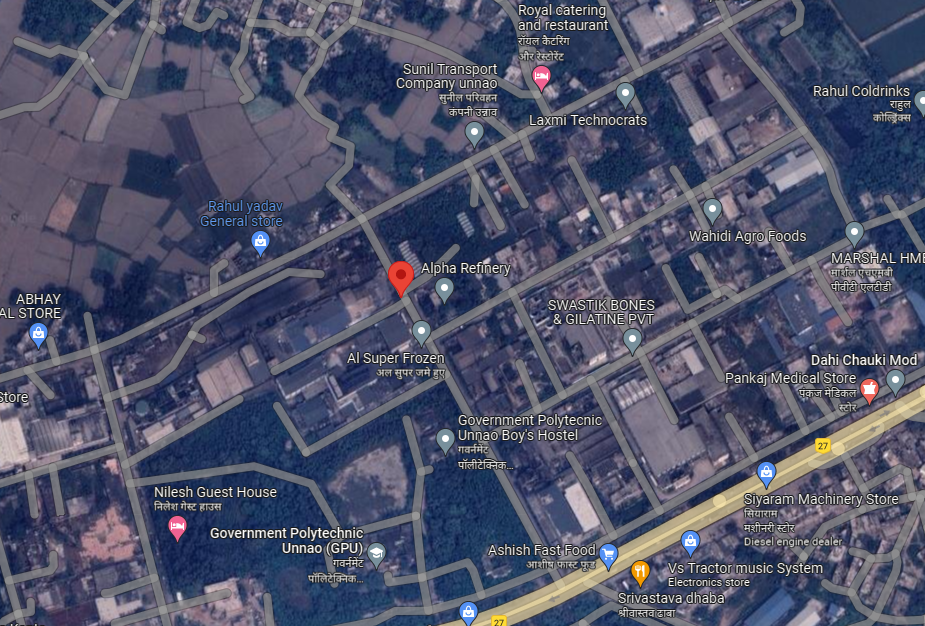 Royal catering
and restaurant
रॉयल कैटरिंग
और रेस्टोरेंट
Sunil Transport
Company unnao
सुनील परिवहन
कंपनी उन्नाव
Rahul Coldrinks
राहुल
कोल्ड्रिंक्स
Laxmi Technocrats
Rahul yadav
General store
Wahidi Agro Foods
MARSHAL HME
मार्शल एचएमबी
पीवीटी एलटीडी
Alpha Refinery
ABHAY
AL STORE
SWASTIK BONES
& GILATINE PVT
Al Super Frozen
अल सुपर जमे हुए
Dahi Chauki Mod
Pankaj Medical Store
पंकज मेडिकल
स्टोर
Store
Government Polytecnic
Unnao Boy's Hostel
गवर्नमेंट
पॉलीटेक्निक...
27
Nilesh Guest House
निलेश गेस्ट हाउस
Siyaram Machinery Store
सियाराम
मशीनरी स्टोर
Diesel engine dealer
Government Polytechnic
Unnao (GPU)
गवर्नमेंट
पॉलिटेक्निक...
Ashish Fast Food
आशीष फास्ट फूड
Vs Tractor music System
Electronics store
Srivastava dhaba
श्रीवास्तव ढाबा
27